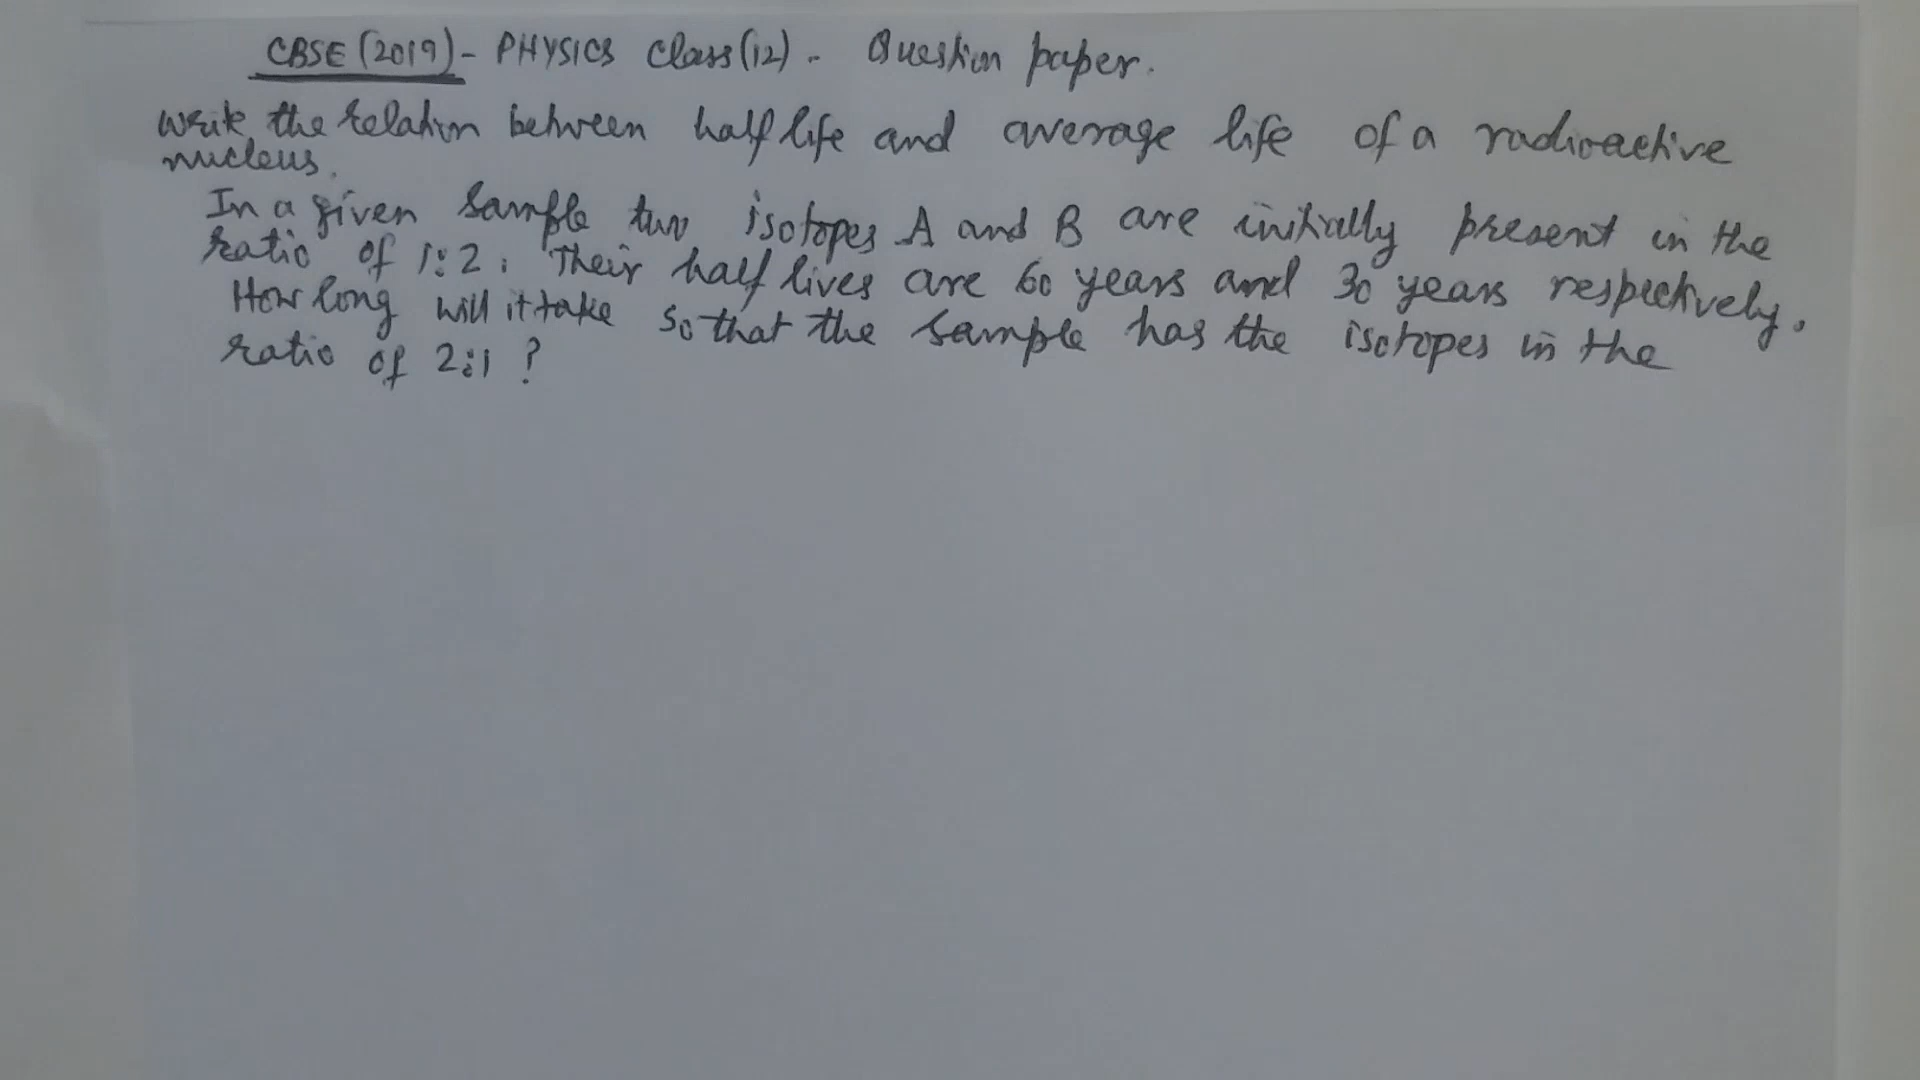 CBSE (2019) - PHYSICS Class (12) - Question paper.
Write the relation between half life and average life of a radioactive
nucleus.
In a given sample two isotopes A and B are initially present in the
ratio of 1:2. Their half lives are 60 years and 30 years respectively.
How long will it take so that the sample has the isotopes in the
ratio of 2:1 ?